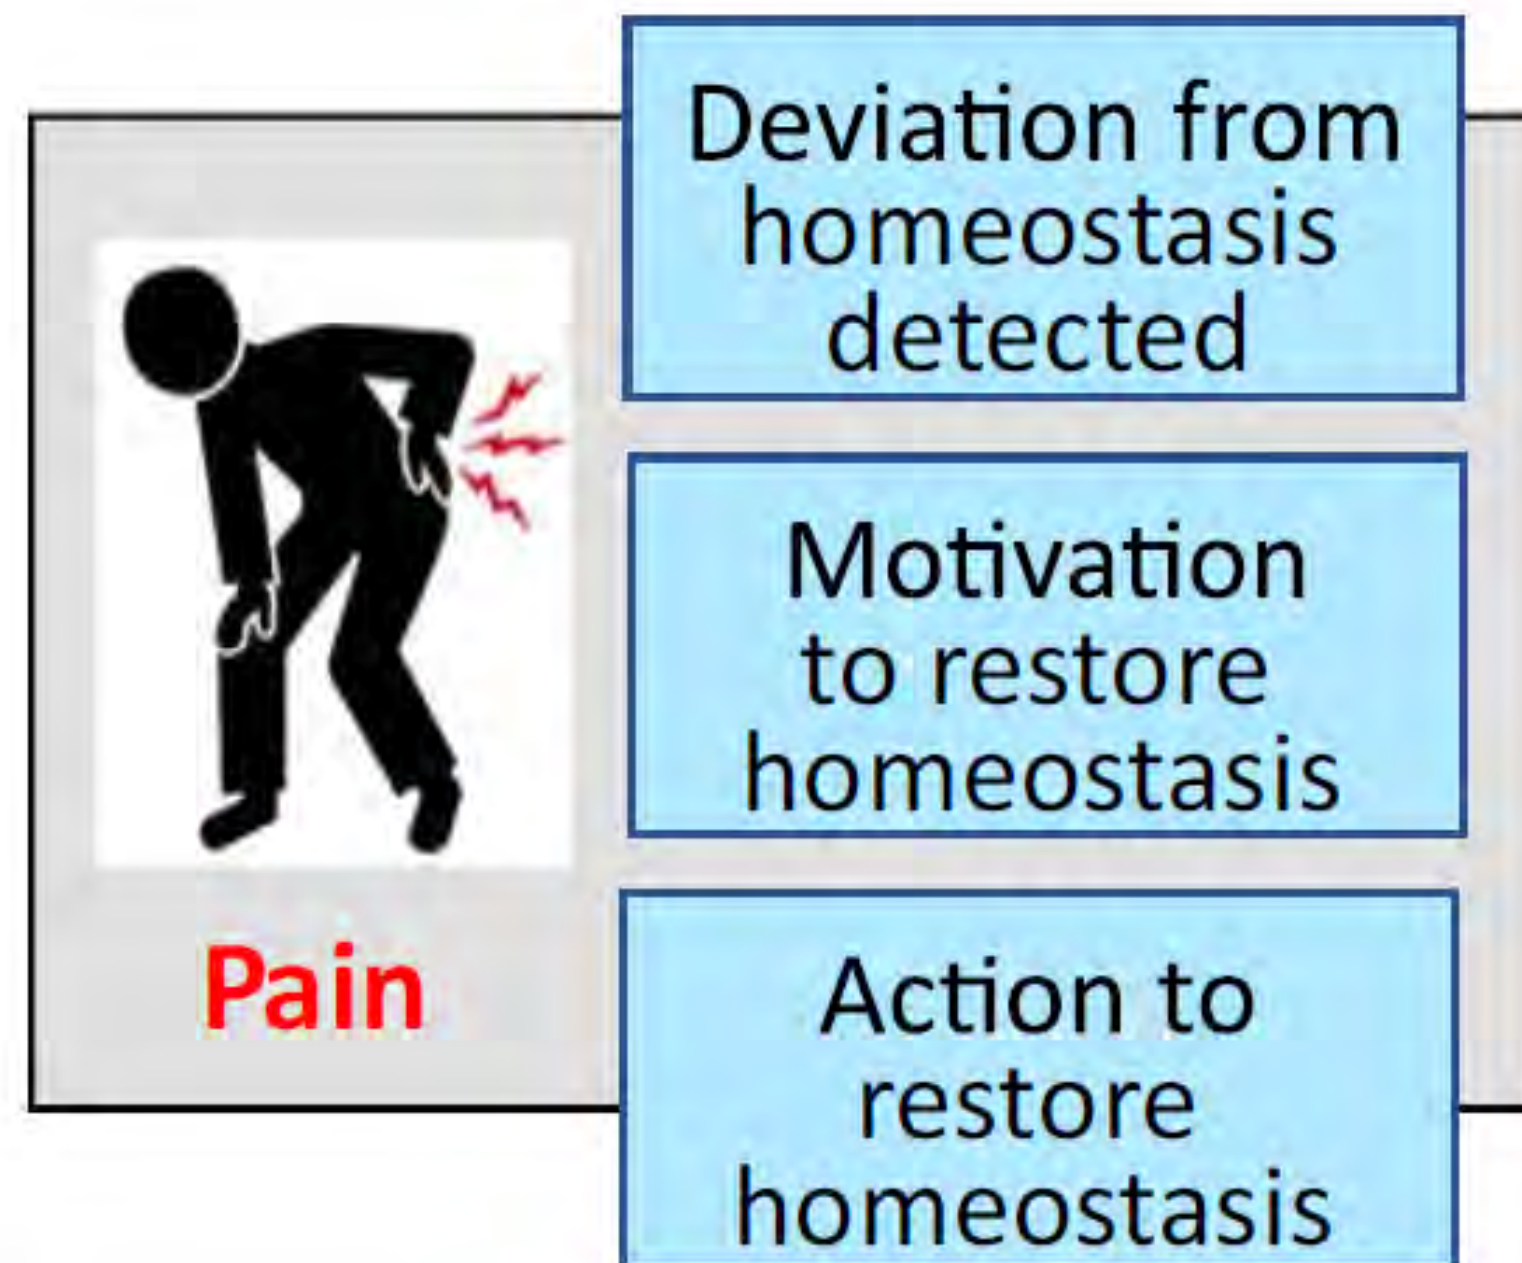 Deviation from
homeostasis
detected
Motivation
to restore
homeostasis
Pain
Action to
restore
homeostasis